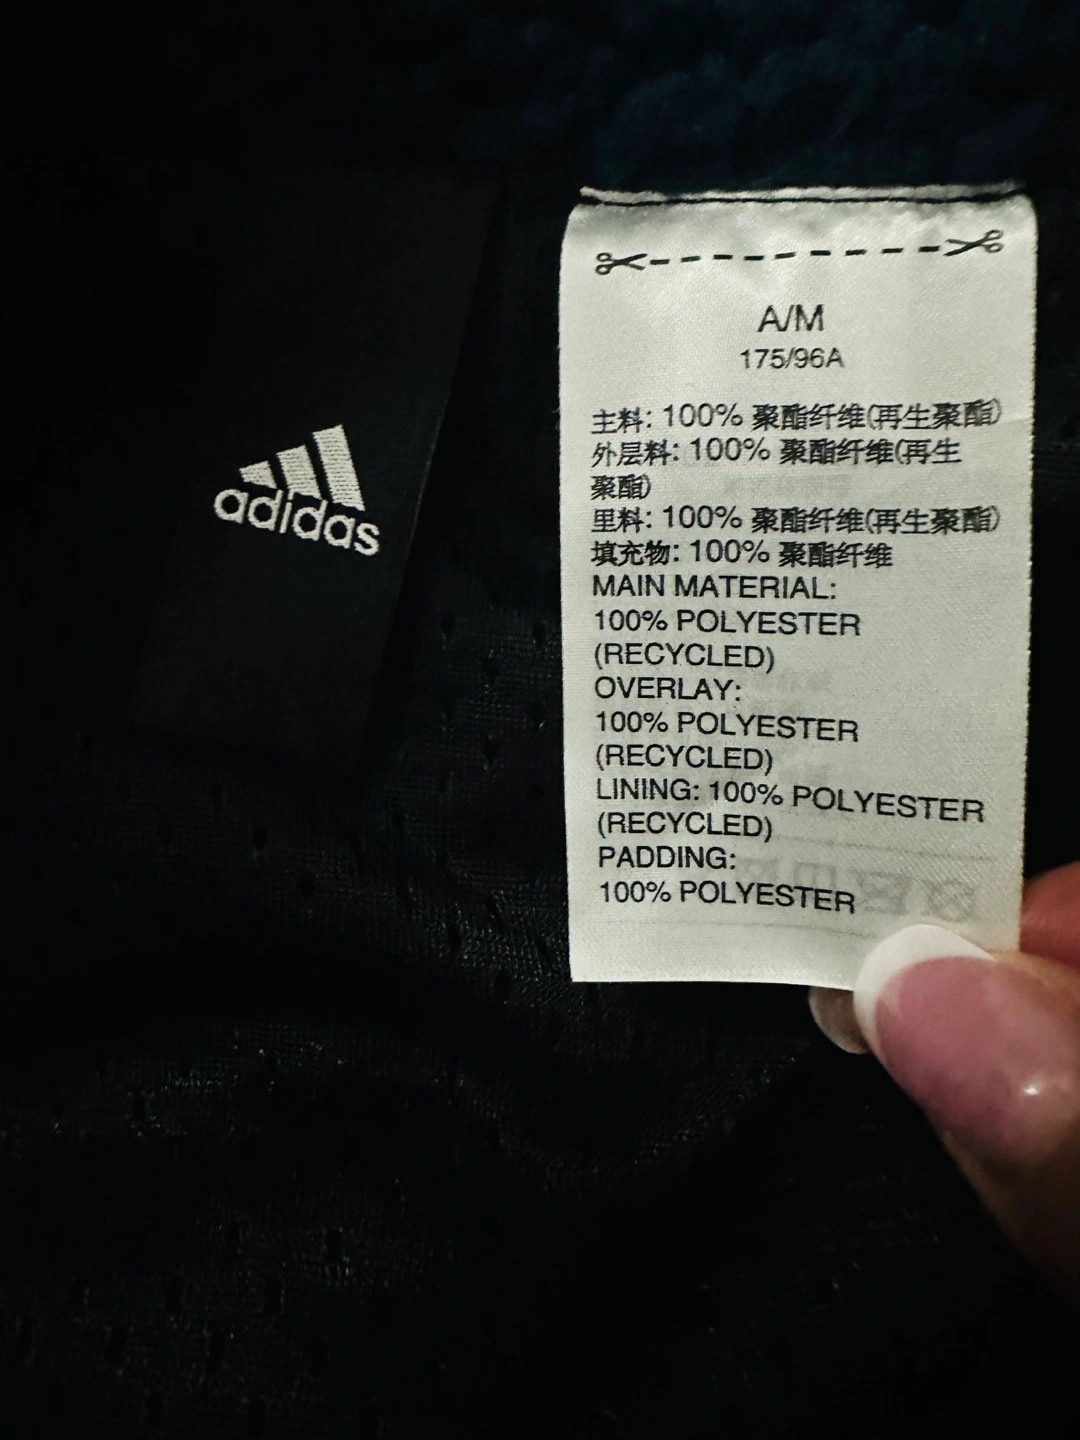 adidas
A/M
175/96A
主料: 100% 聚酯纤维(再生聚酯)
外层料: 100% 聚酯纤维(再生
聚酯)
里料: 100% 聚酯纤维(再生聚酯)
填充物: 100% 聚酯纤维
MAIN MATERIAL:
100% POLYESTER
(RECYCLED)
OVERLAY:
100% POLYESTER
(RECYCLED)
LINING: 100% POLYESTER
(RECYCLED)
PADDING:
100% POLYESTER